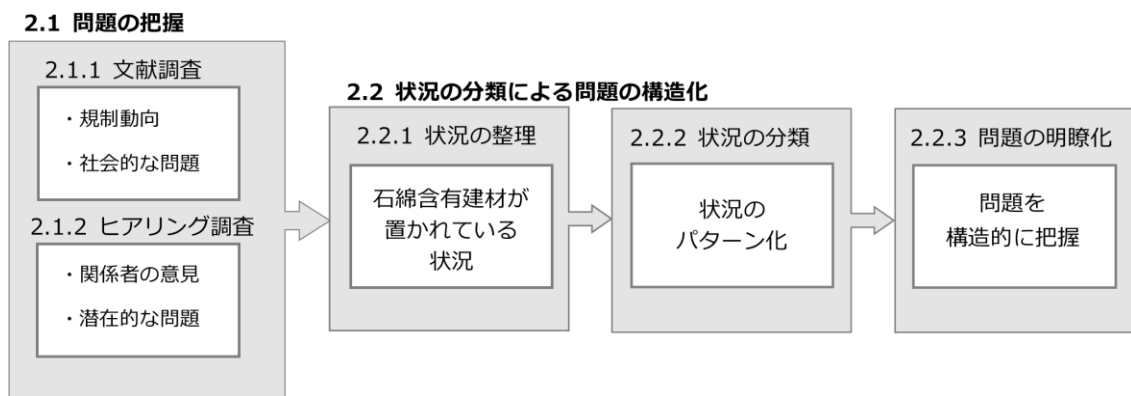 2.1 問題の把握
2.1.1 文献調査
・規制動向
・社会的な問題
2.1.2 ヒアリング調査
・関係者の意見
・潜在的な問題
2.2 状況の分類による問題の構造化
2.2.1 状況の整理
石綿含有建材が
置かれている
状況
2.2.2 状況の分類
状況の
パターン化
2.2.3 問題の明瞭化
問題を
構造的に把握